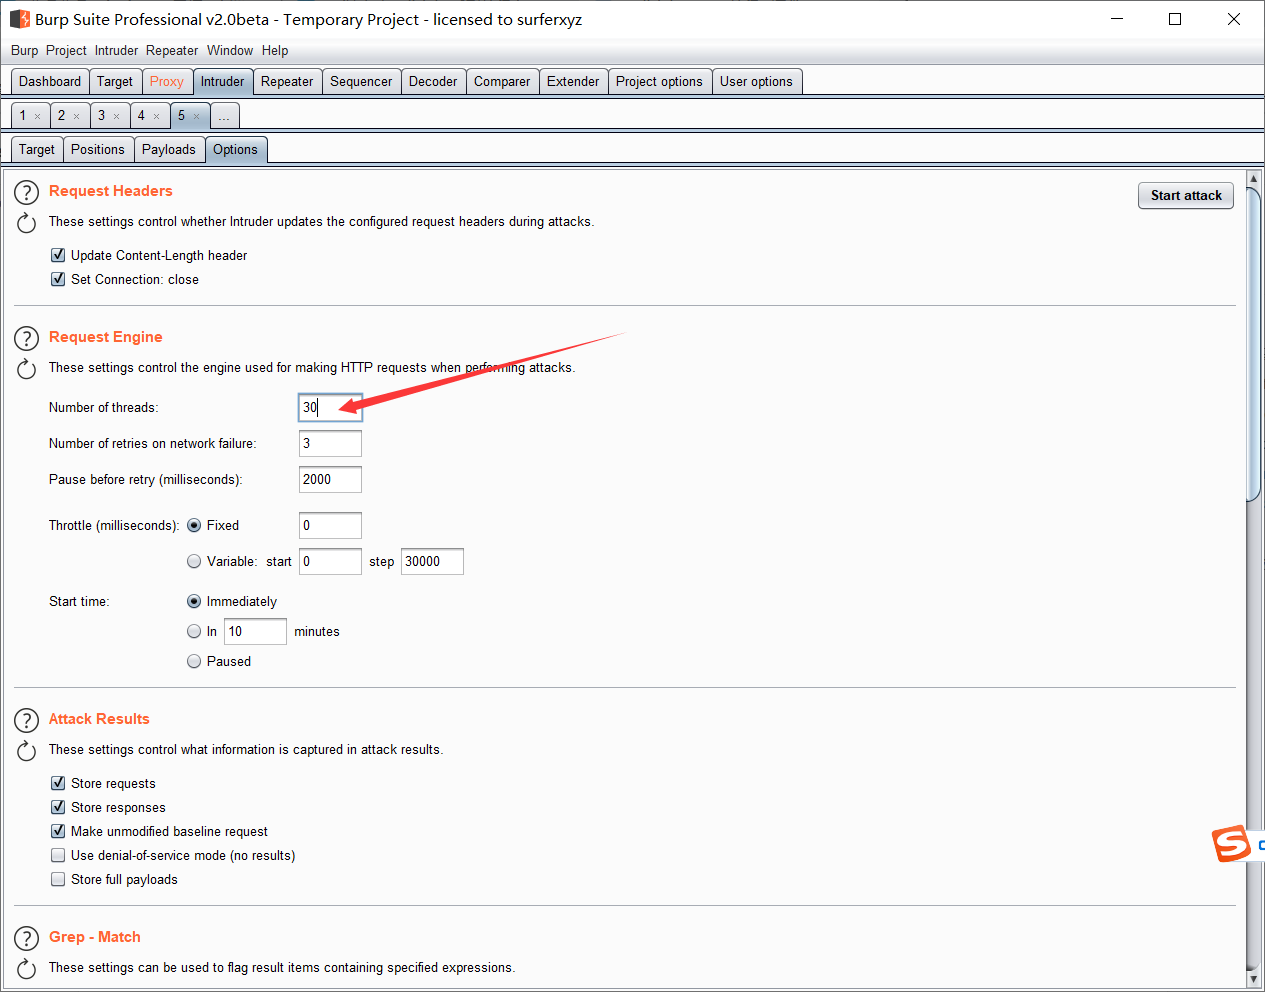 Burp Suite Professional v2.0beta - Temporary Project - licensed to surferxyz
Burp Project Intruder Repeater Window Help
Dashboard Target Proxy Intruder Repeater Sequencer Decoder Comparer Extender Project options User options
1 × 2 × 3 × 4 × 5 × ...
Target Positions Payloads Options
? Request Headers
Start attack
These settings control whether Intruder updates the configured request headers during attacks.
Update Content-Length header
Set Connection: close
? Request Engine
These settings control the engine used for making HTTP requests when performing attacks.
Number of threads: 30
Number of retries on network failure: 3
Pause before retry (milliseconds): 2000
Throttle (milliseconds): Fixed 0
Variable: start 0 step 30000
Start time: Immediately
In 10 minutes
Paused
? Attack Results
These settings control what information is captured in attack results.
Store requests
Store responses
Make unmodified baseline request
Use denial-of-service mode (no results)
Store full payloads
S
? Grep - Match
These settings can be used to flag result items containing specified expressions.